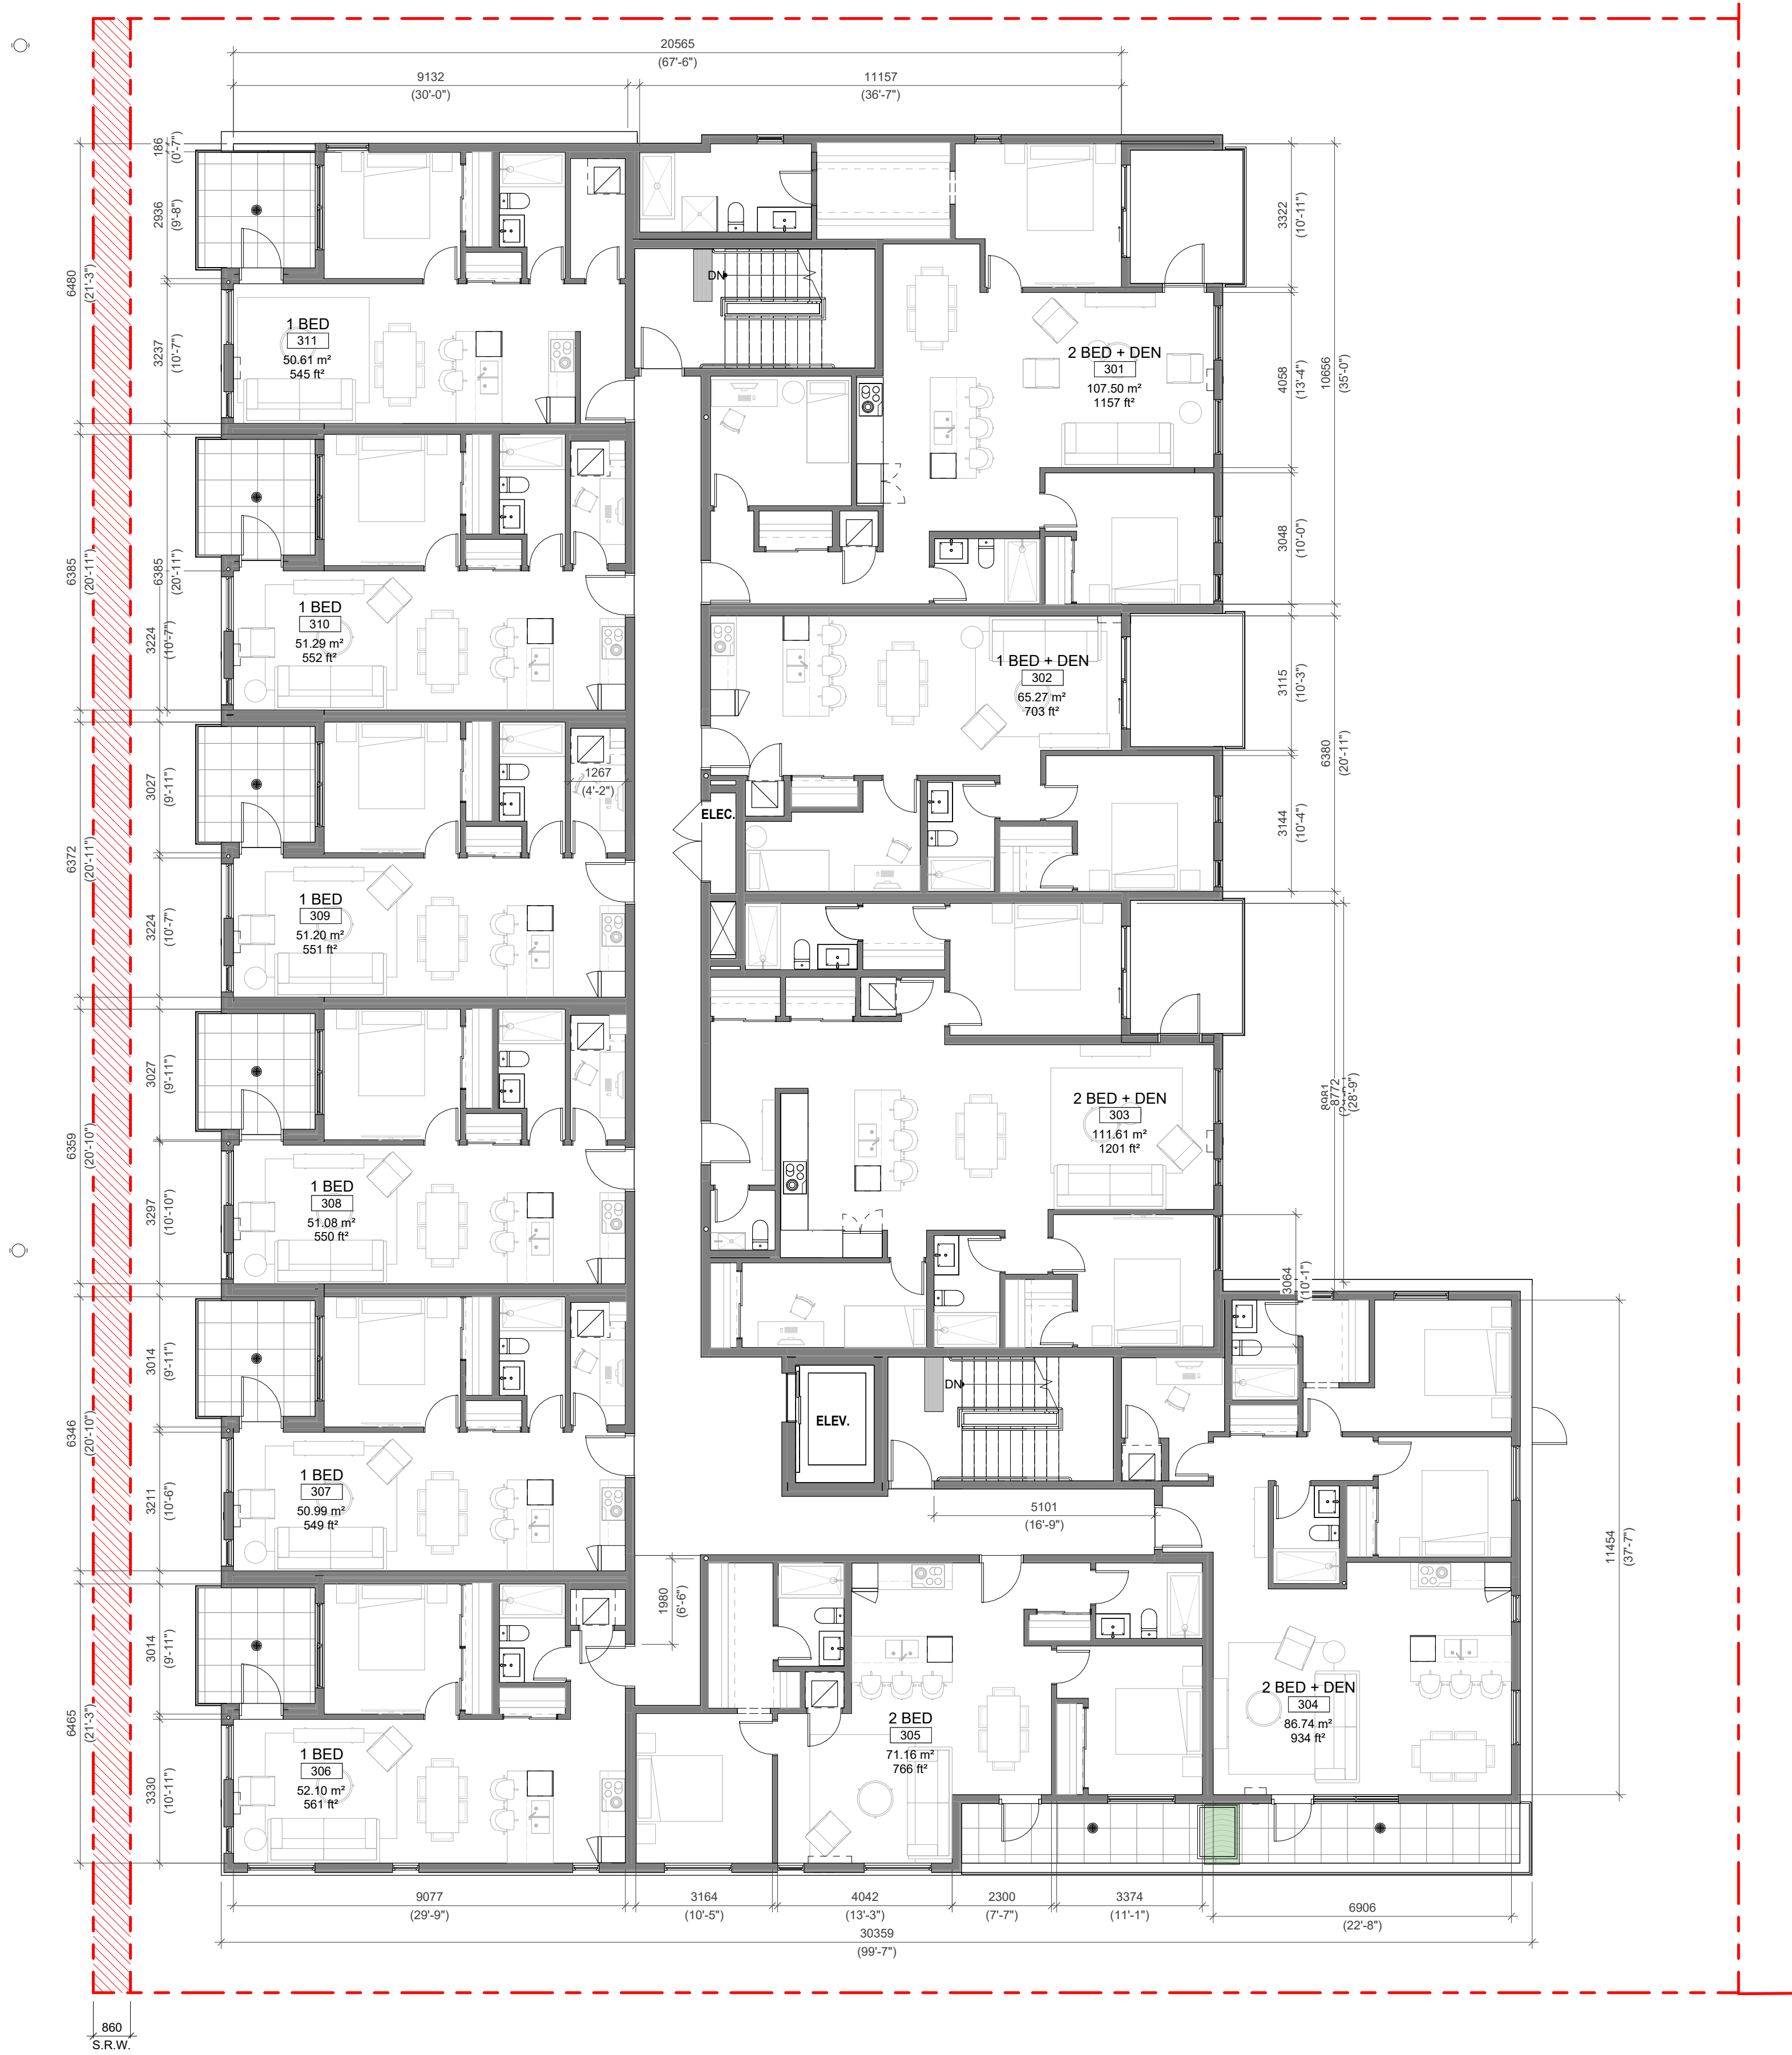 20565
(67'-6")
9132
(30'-0")
11157
(36'-7")
186
(0'-7")
2936
(9'-8")
6480
(21'-3")
3237
(10'-7")
3322
(10'-11")
4058
(13'-4")
10656
(35'-0")
3048
(10'-0")
DN
1 BED
311
50.61 m²
545 ft²
2 BED + DEN
301
107.50 m²
1157 ft²
6385
(20'-11")
6385
(20'-11")
3224
(10'-7")
1 BED
310
51.29 m²
552 ft²
1 BED + DEN
302
65.27 m²
703 ft²
3115
(10'-3")
6380
(20'-11")
3144
(10'-4")
3027
(9'-11")
6372
(20'-11")
3224
(10'-7")
1267
(4'-2")
ELEC.
1 BED
309
51.20 m²
551 ft²
3027
(9'-11")
6359
(20'-10")
3297
(10'-10")
1 BED
308
51.08 m²
550 ft²
2 BED + DEN
303
111.61 m²
1201 ft²
8981
8772
(28'-9")
3064
(10'-1")
3014
(9'-11")
6346
(20'-10")
3211
(10'-6")
1 BED
307
50.99 m²
549 ft²
ELEV.
DN
5101
(16'-9")
11454
(37'-7")
1980
(6'-6")
3014
(9'-11")
6465
(21'-3")
3330
(10'-11")
1 BED
306
52.10 m²
561 ft²
2 BED
305
71.16 m²
766 ft²
2 BED + DEN
304
86.74 m²
934 ft²
9077
(29'-9")
3164
(10'-5")
4042
(13'-3")
2300
(7'-7")
3374
(11'-1")
6906
(22'-8")
30359
(99'-7")
860
S.R.W.